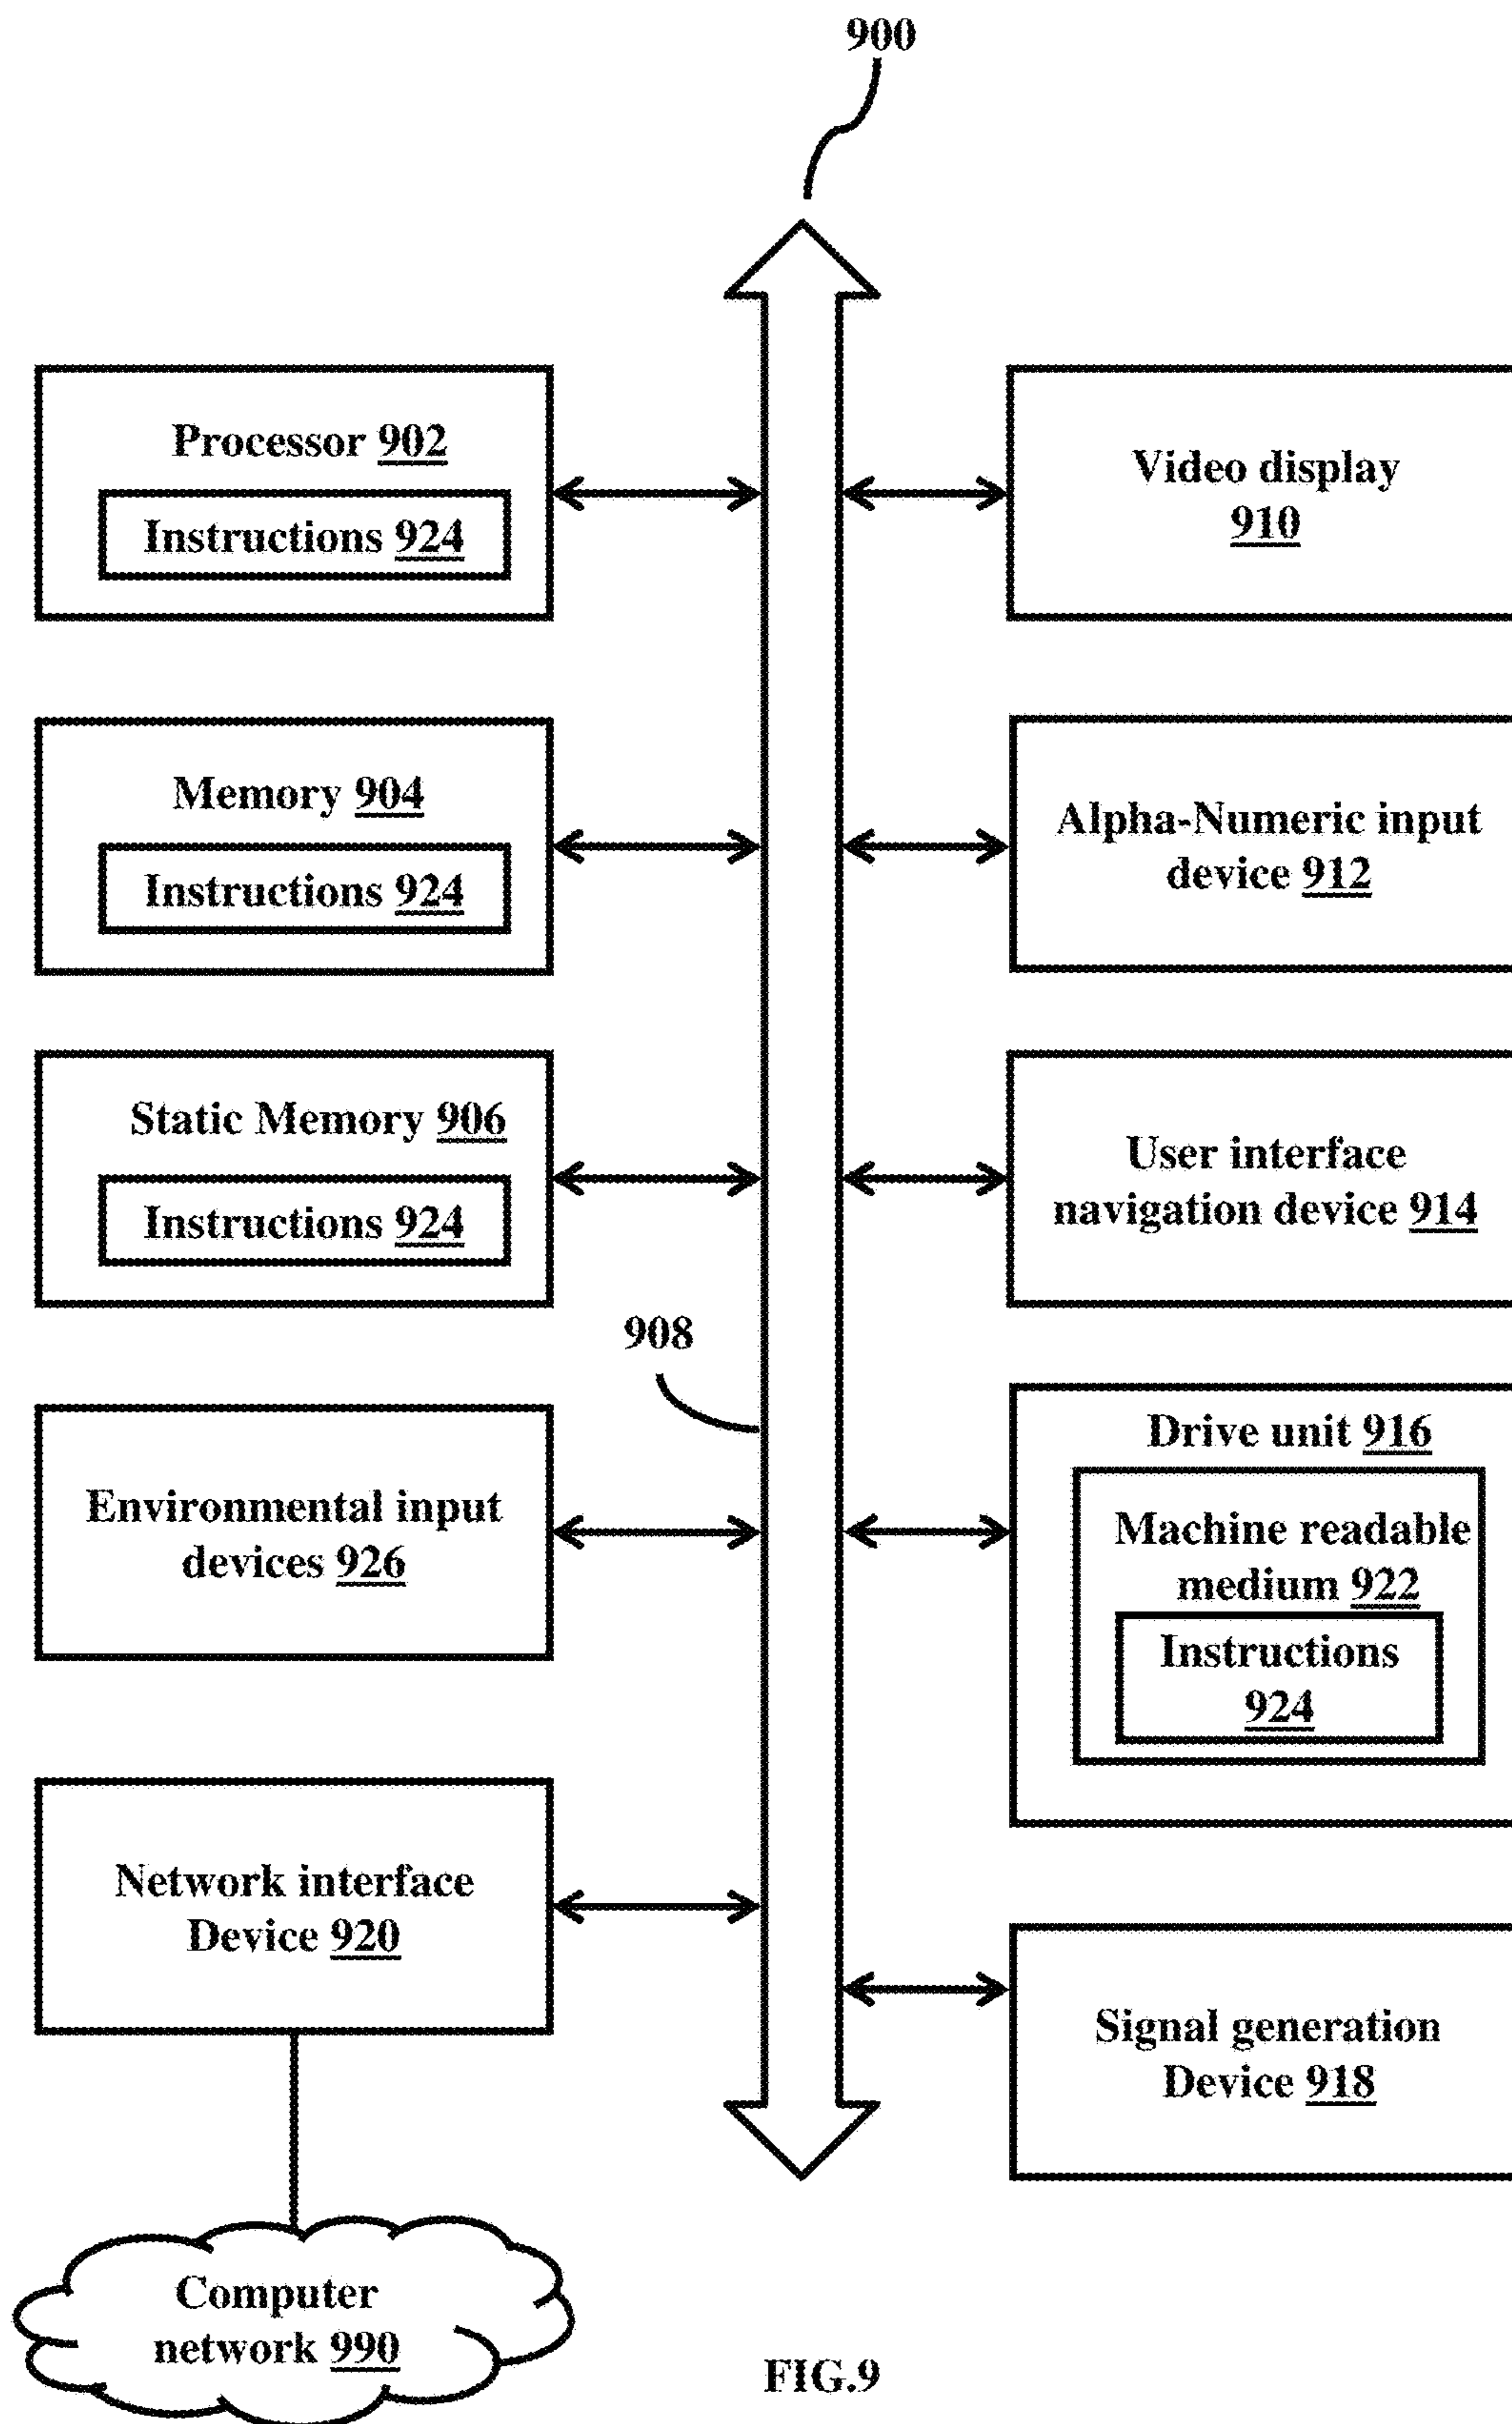 900
Processor 902
Instructions 924
Video display
910
Memory 904
Instructions 924
Alpha-Numeric input
device 912
Static Memory 906
Instructions 924
User interface
navigation device 914
908
Environmental input
devices 926
Drive unit 916
Machine readable
medium 922
Instructions
924
Network interface
Device 920
Signal generation
Device 918
Computer
network 990
FIG.9